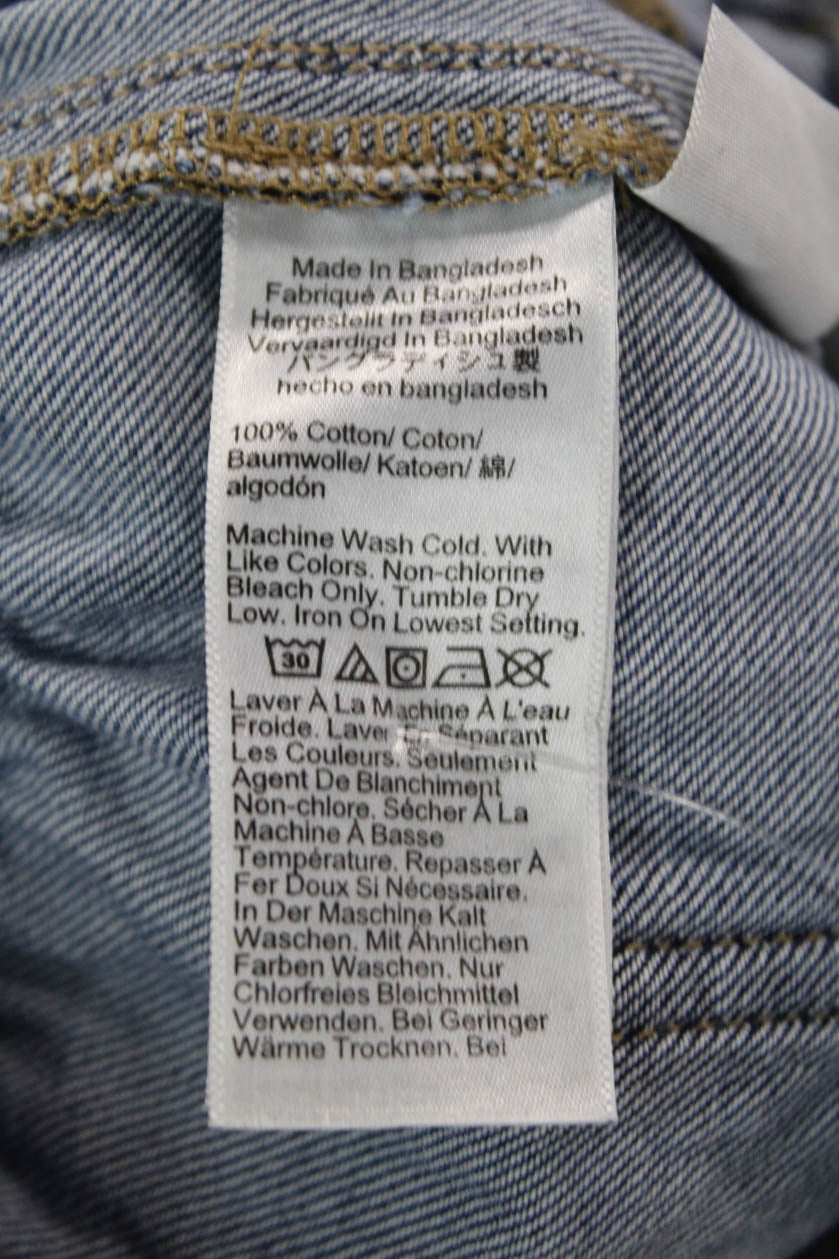 Made In Bangladesh
Fabriqué Au Bangladesh
Hergestellt In Bangladesch
Vervaardigd In Bangladesh
バングラディシュ製
hecho en bangladesh
100% Cotton/ Coton/
Baumwolle/ Katoen/ 綿/
algodón
Machine Wash Cold. With
Like Colors. Non-chlorine
Bleach Only. Tumble Dry
Low. Iron On Lowest Setting.
30
Laver À La Machine À L'eau
Froide. Laver En Séparant
Les Couleurs. Seulement
Agent De Blanchiment
Non-chlore. Sécher À La
Machine À Basse
Température. Repasser À
Fer Doux Si Nécessaire.
In Der Maschine Kalt
Waschen. Mit Ähnlichen
Farben Waschen. Nur
Chlorfreies Bleichmittel
Verwenden. Bei Geringer
Wärme Trocknen. Bei